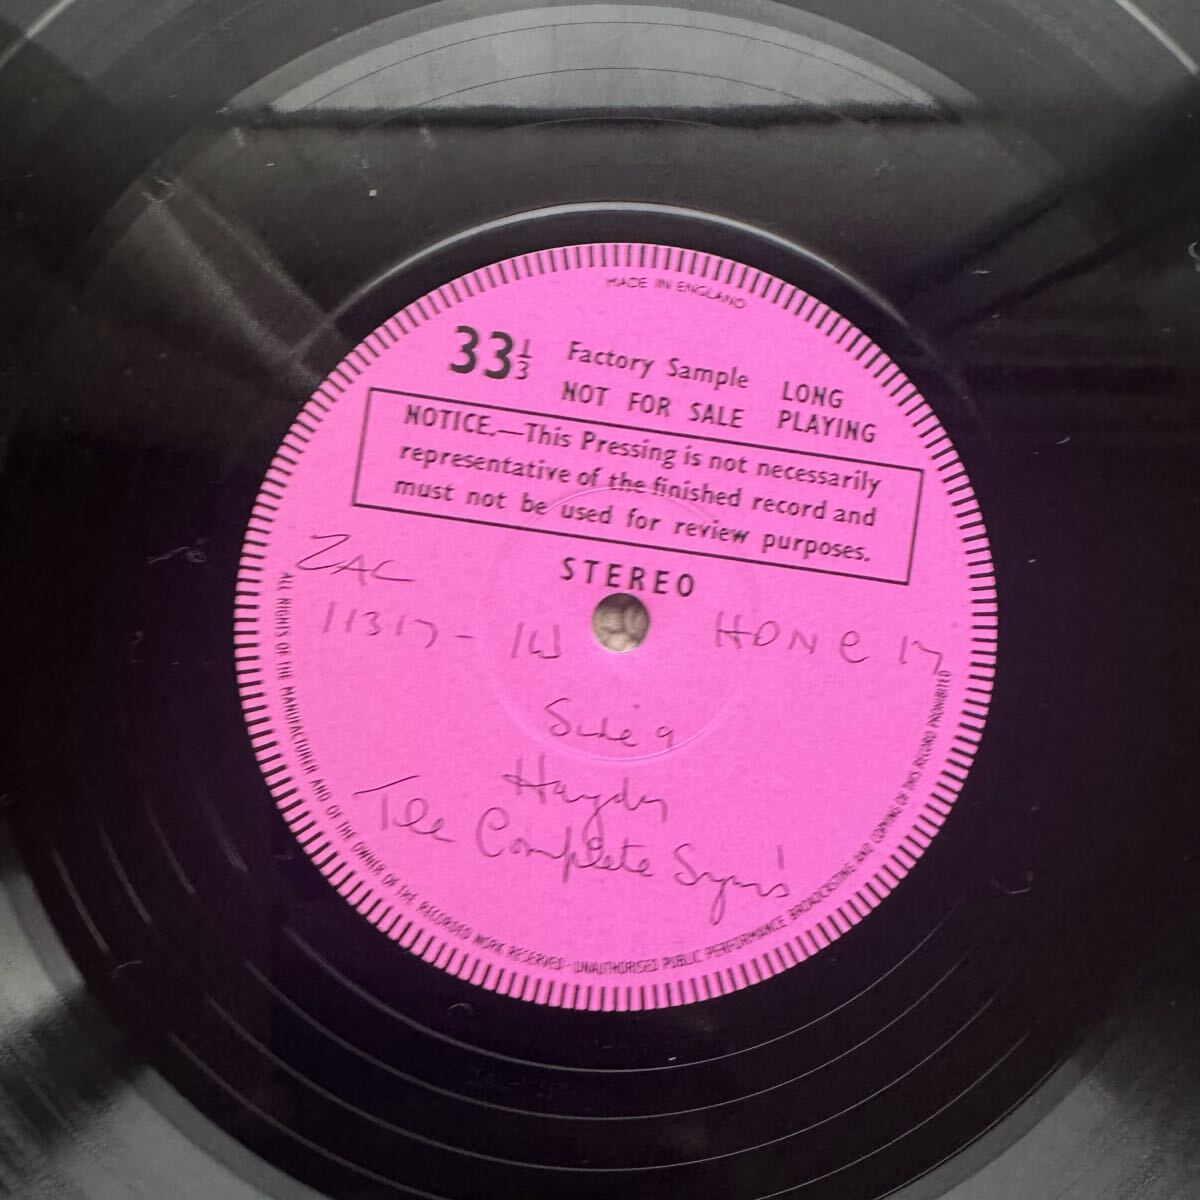 MADE IN ENGLAND
33⅓ Factory Sample LONG
NOT FOR SALE PLAYING
NOTICE.—This Pressing is not necessarily
representative of the finished record and
must not be used for review purposes.
STEREO
ZAL
11317-1W HDNC 17
Side 9
Haydn
The Complete Syms'
ALL RIGHTS OF THE MANUFACTURER AND OF THE OWNER OF THE RECORDED WORK RESERVED · UNAUTHORISED PUBLIC PERFORMANCE BROADCASTING AND COPYING OF THIS RECORD PROHIBITED